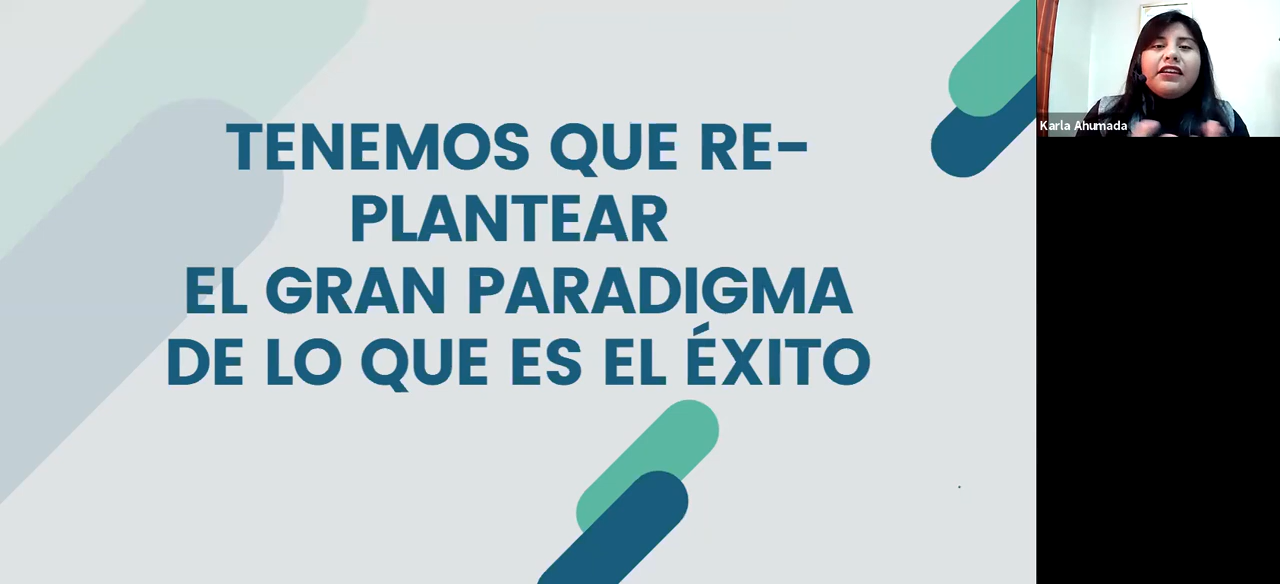 TENEMOS QUE RE-
PLANTEAR
EL GRAN PARADIGMA
DE LO QUE ES EL ÉXITO
Karla Ahumada